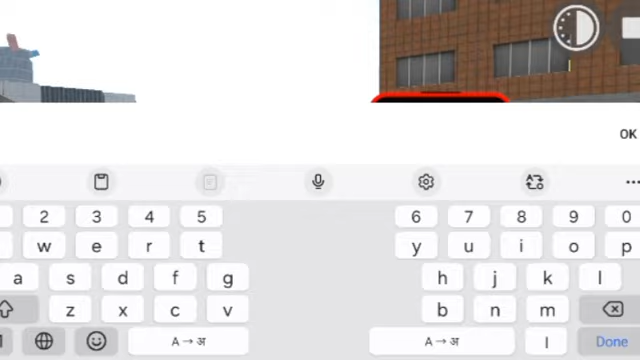 OK
2 3 4 5 6 7 8 9 0
w e r t y u i o p
a s d f g h j k l
z x c v b n m
A→अ A→अ । Done